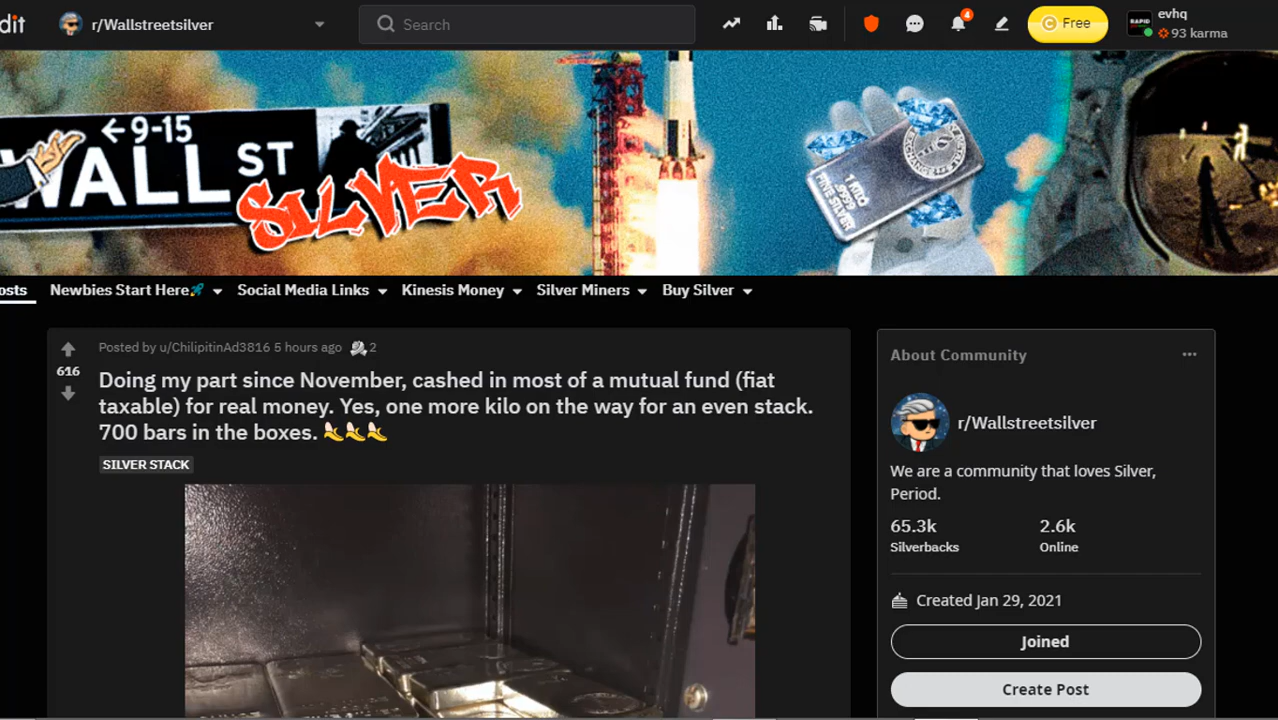 dit
r/Wallstreetsilver
Search
4
Free
evhq
93 karma
←9-15
WALL ST
SILVER
1 KILO
.9999
FINE SILVER
osts
Newbies Start Here🚀
Social Media Links
Kinesis Money
Silver Miners
Buy Silver
Posted by u/ChilipitinAd3816 5 hours ago
2
616
Doing my part since November, cashed in most of a mutual fund (fiat
taxable) for real money. Yes, one more kilo on the way for an even stack.
700 bars in the boxes. 🍌🍌🍌
SILVER STACK
About Community
r/Wallstreetsilver
We are a community that loves Silver,
Period.
65.3k
2.6k
Silverbacks
Online
Created Jan 29, 2021
Joined
Create Post